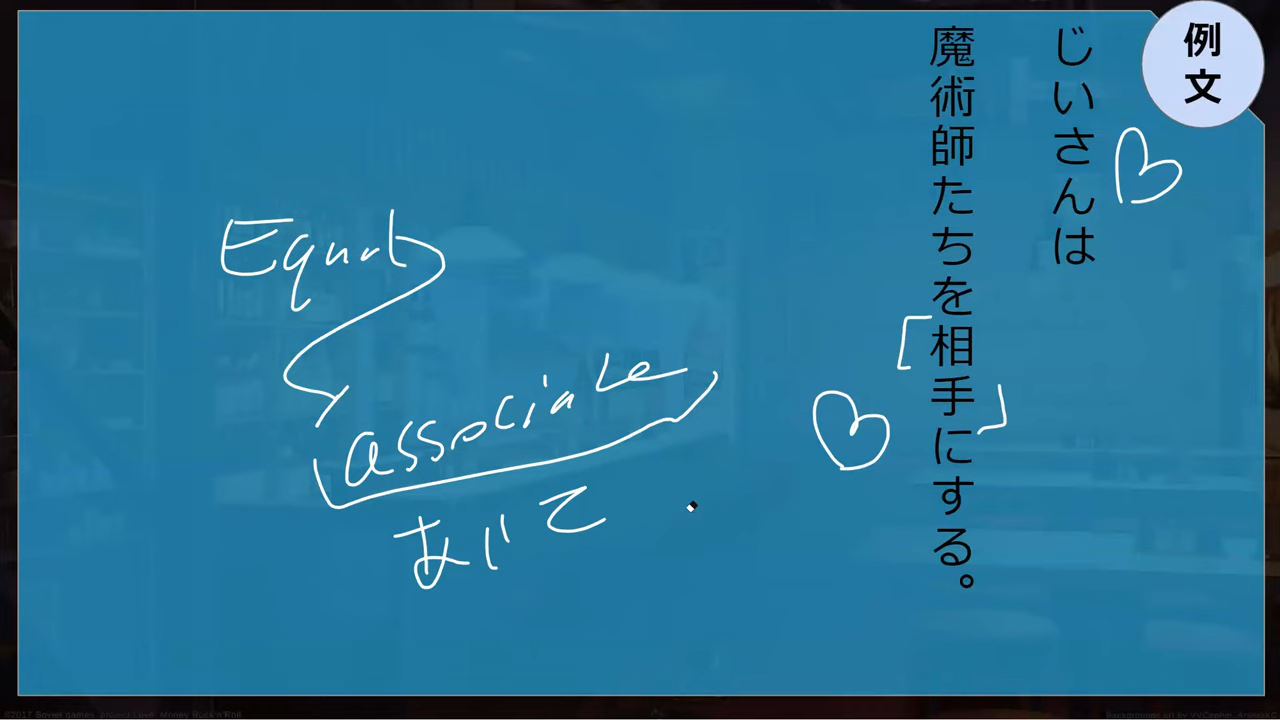 例文
じいさんは
魔術師たちを相手にする。
Equal
associate
あいて